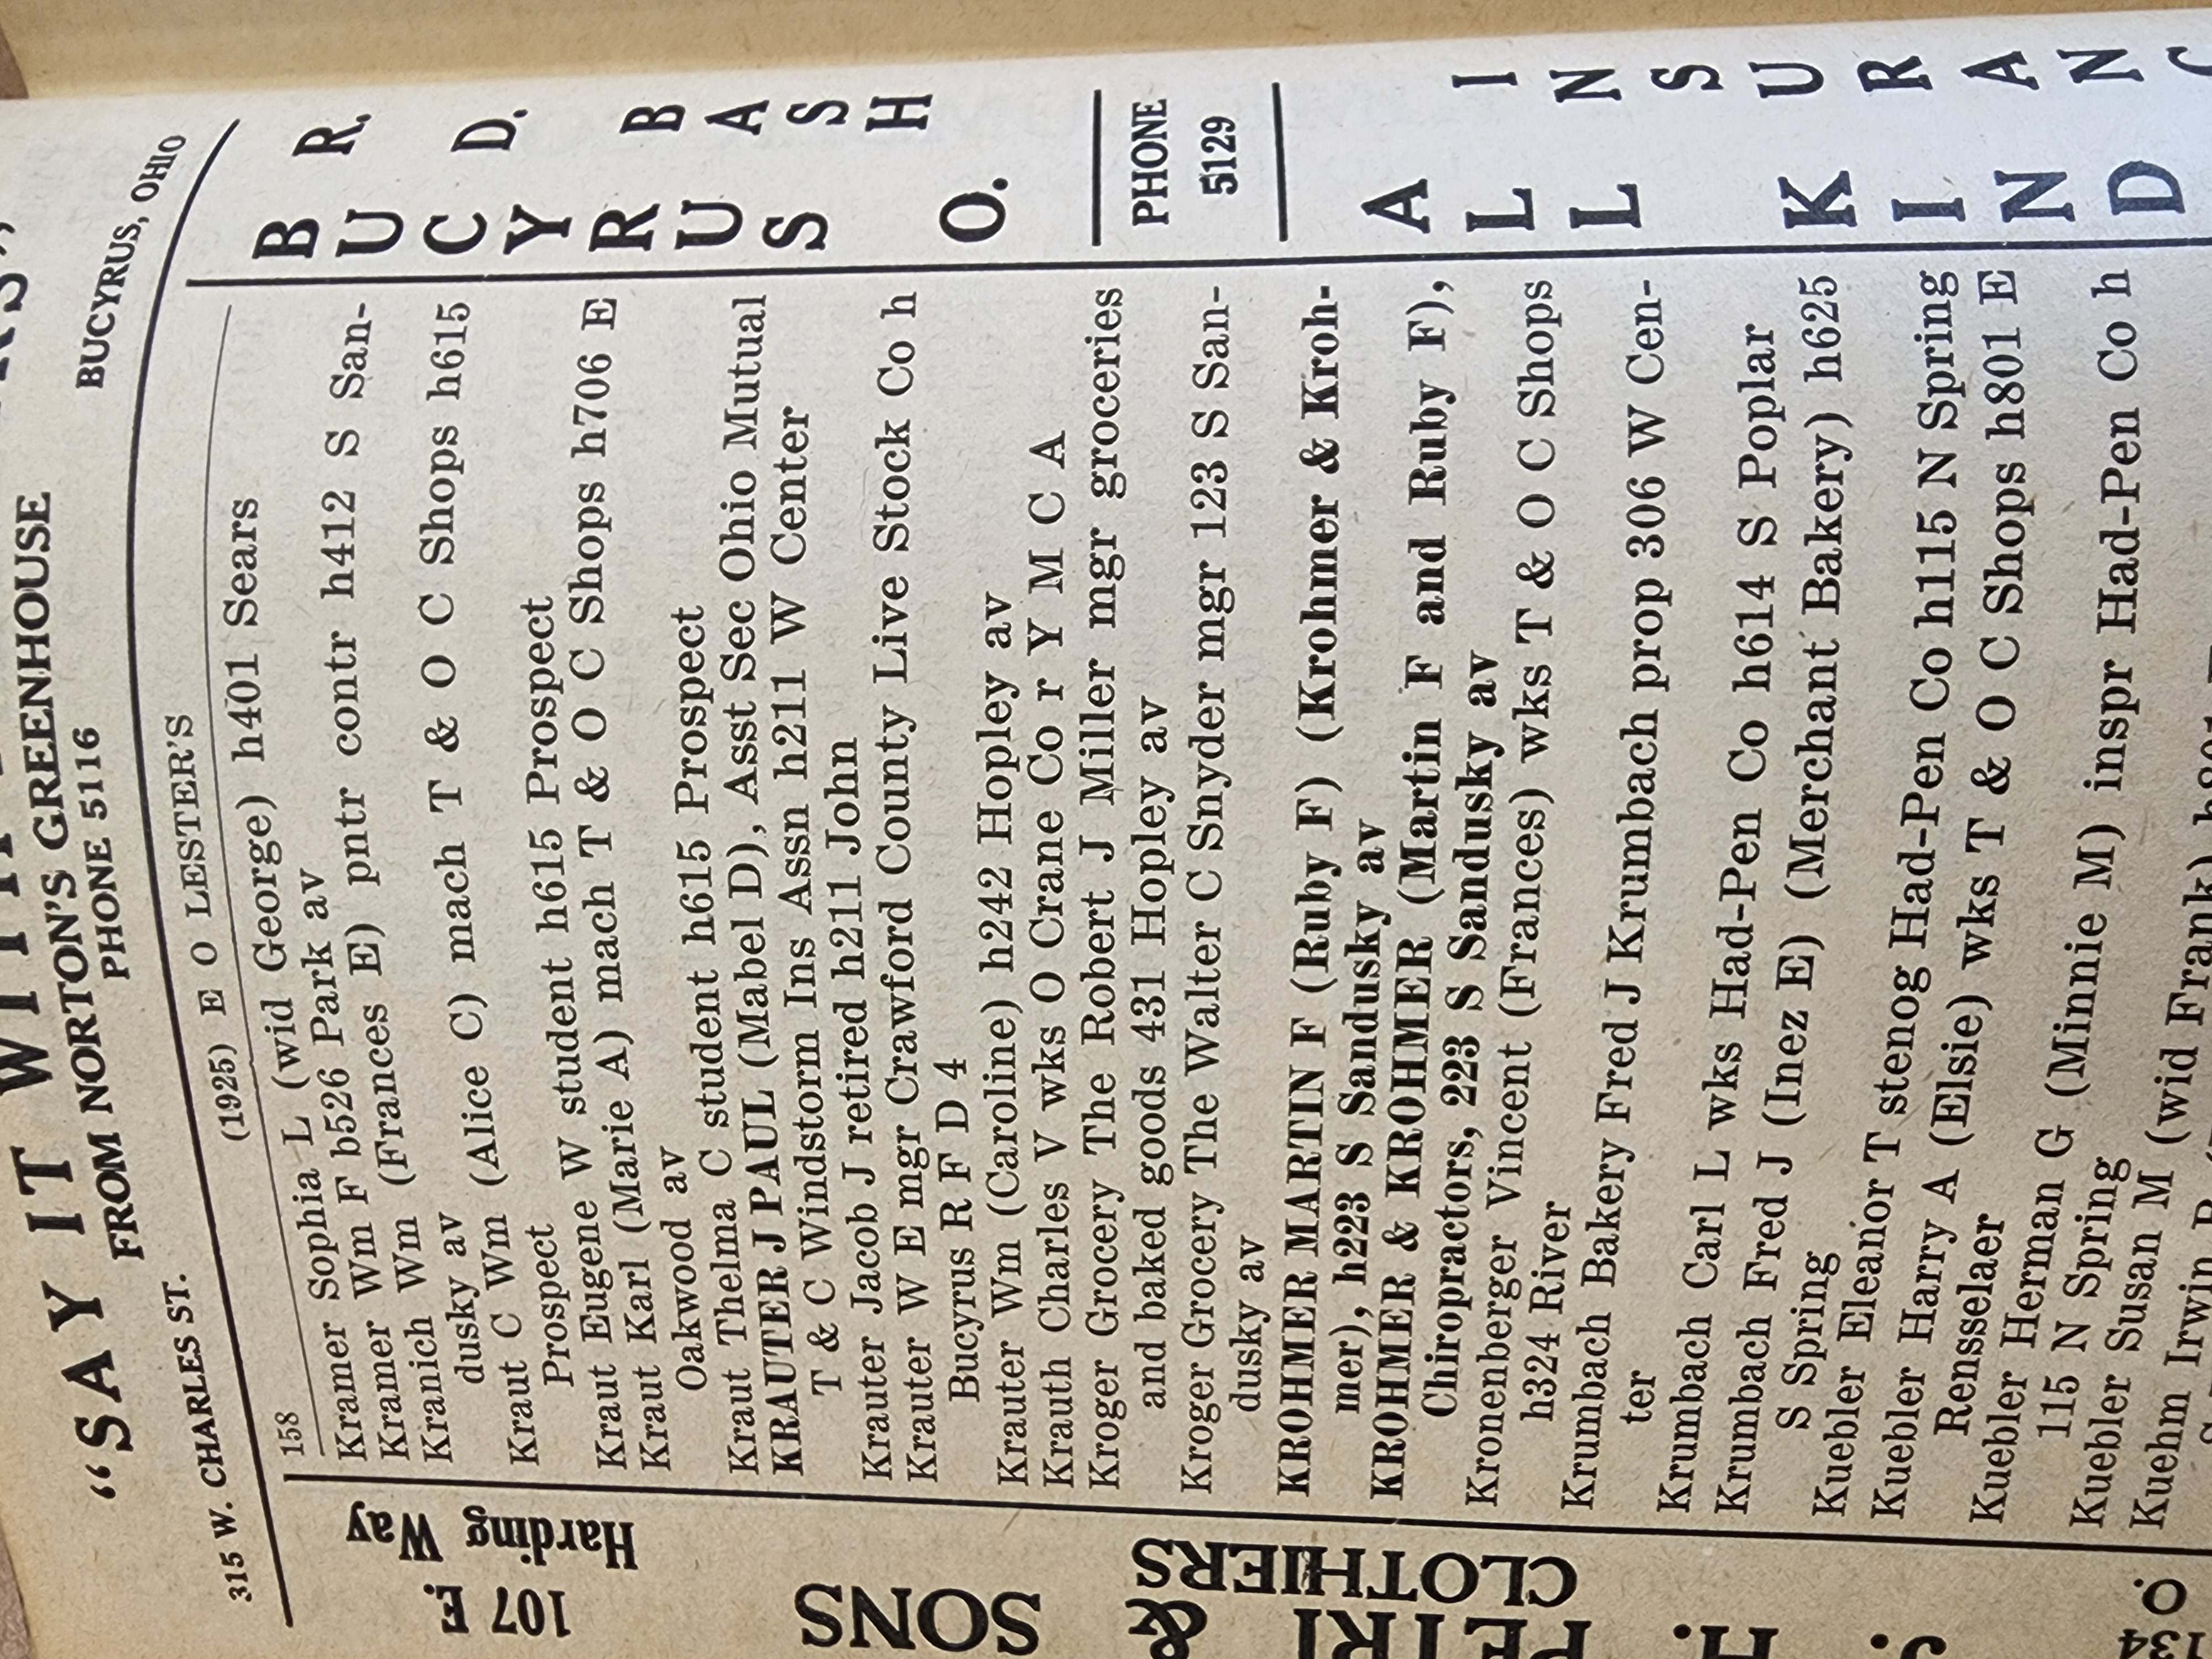 "SAY IT WITH
FROM NORTON'S GREENHOUSE
315 W. CHARLES ST.
PHONE 5116
BUCYRUS, OHIO
158
(1925) E O LESTER'S
Kramer Sophia L (wid George) h401 Sears
Kramer Wm F b526 Park av
Kramer Wm (Frances E) pntr contr h412 S San-
Kranich Wm
dusky av
Kraut C Wm (Alice C) mach T & O C Shops h615
Prospect
Kraut Eugene W student h615 Prospect
Kraut Karl (Marie A) mach T & O C Shops h706 E
Oakwood av
Kraut Thelma C student h615 Prospect
KRAUTER J PAUL (Mabel D), Asst Sec Ohio Mutual
T & C Windstorm Ins Assn h211 W Center
Krauter Jacob J retired h211 John
Krauter W E mgr Crawford County Live Stock Co h
Bucyrus R F D 4
Krauter Wm (Caroline) h242 Hopley av
Krauth Charles V wks O Crane Co r Y M C A
Kroger Grocery The Robert J Miller mgr groceries
and baked goods 431 Hopley av
Kroger Grocery The Walter C Snyder mgr 123 S San-
dusky av
KROHMER MARTIN F (Ruby F) (Krohmer & Kroh-
mer), h223 S Sandusky av
KROHMER & KROHMER (Martin F and Ruby F),
Chiropractors, 223 S Sandusky av
Kronenberger Vincent (Frances) wks T & O C Shops
h324 River
Krumbach Bakery Fred J Krumbach prop 306 W Cen-
ter
Krumbach Carl L wks Had-Pen Co h614 S Poplar
Krumbach Fred J (Inez E) (Merchant Bakery) h625
S Spring
Kuebler Eleanior T stenog Had-Pen Co h115 N Spring
Kuebler Harry A (Elsie) wks T & O C Shops h801 E
Rensselaer
Kuebler Herman G (Minnie M) inspr Had-Pen Co h
115 N Spring
Kuebler Susan M (wid Frank)
Kuehm Irwin
R. D. BASH
BUCYRUS O.
PHONE
5129
ALL KIND
INSURANC
107 E.
Harding
Way
SONS
&
CLOTHIERS
H.
J.
O.